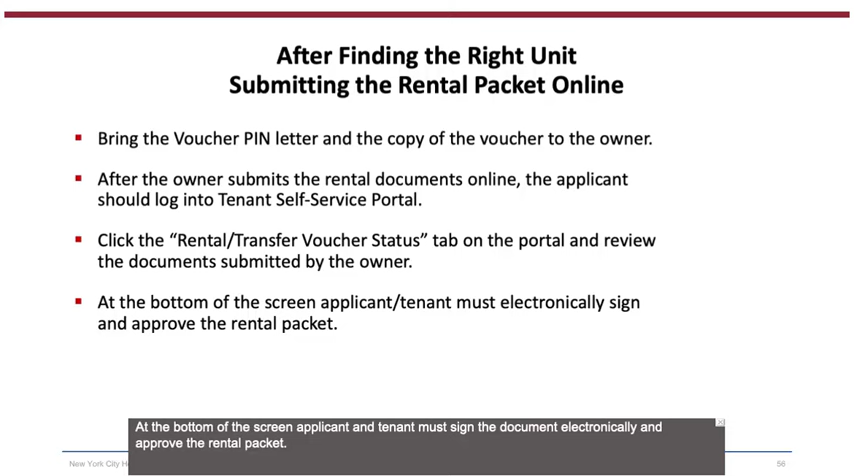 After Finding the Right Unit
Submitting the Rental Packet Online
▪ Bring the Voucher PIN letter and the copy of the voucher to the owner.
▪ After the owner submits the rental documents online, the applicant
should log into Tenant Self-Service Portal.
▪ Click the “Rental/Transfer Voucher Status” tab on the portal and review
the documents submitted by the owner.
▪ At the bottom of the screen applicant/tenant must electronically sign
and approve the rental packet.
At the bottom of the screen applicant and tenant must sign the document electronically and
approve the rental packet.
New York City
56